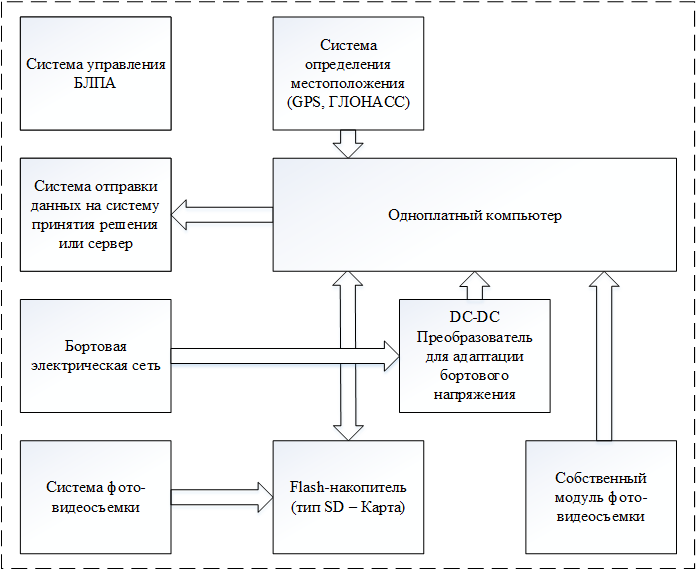 Система управления
БЛПА
Система
определения
местоположения
(GPS, ГЛОНАСС)
Система отправки
данных на систему
принятия решения
или сервер
Одноплатный компьютер
Бортовая
электрическая сеть
DC-DC
Преобразователь
для адаптации
бортового
напряжения
Система фото-
видеосъемки
Flash-накопитель
(тип SD – Карта)
Собственный
модуль фото-
видеосъемки